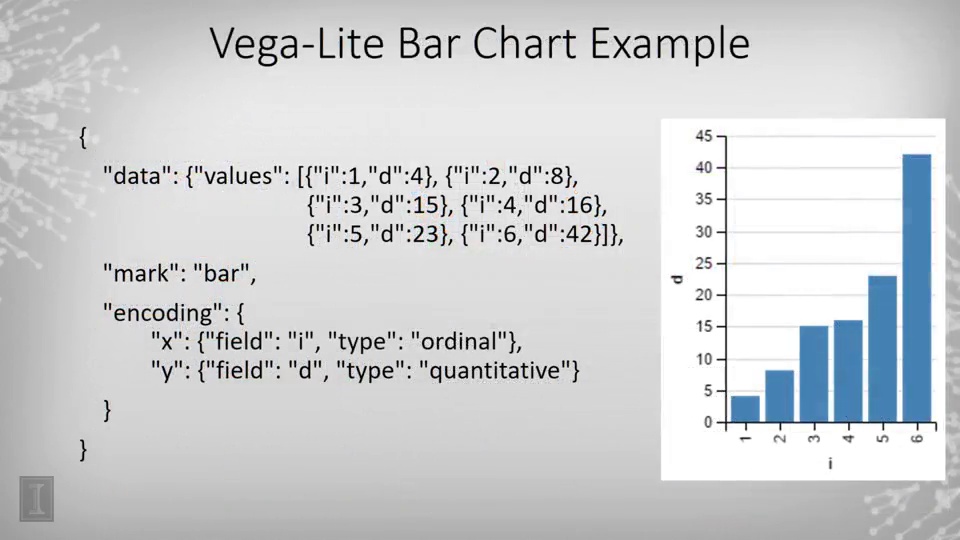 Vega-Lite Bar Chart Example
{
"data": {"values": [{"i":1,"d":4}, {"i":2,"d":8},
{"i":3,"d":15}, {"i":4,"d":16},
{"i":5,"d":23}, {"i":6,"d":42}]},
"mark": "bar",
"encoding": {
"x": {"field": "i", "type": "ordinal"},
"y": {"field": "d", "type": "quantitative"}
}
}
45
40
35
30
25
20
15
10
5
0
d
1 2 3 4 5 6
i
I